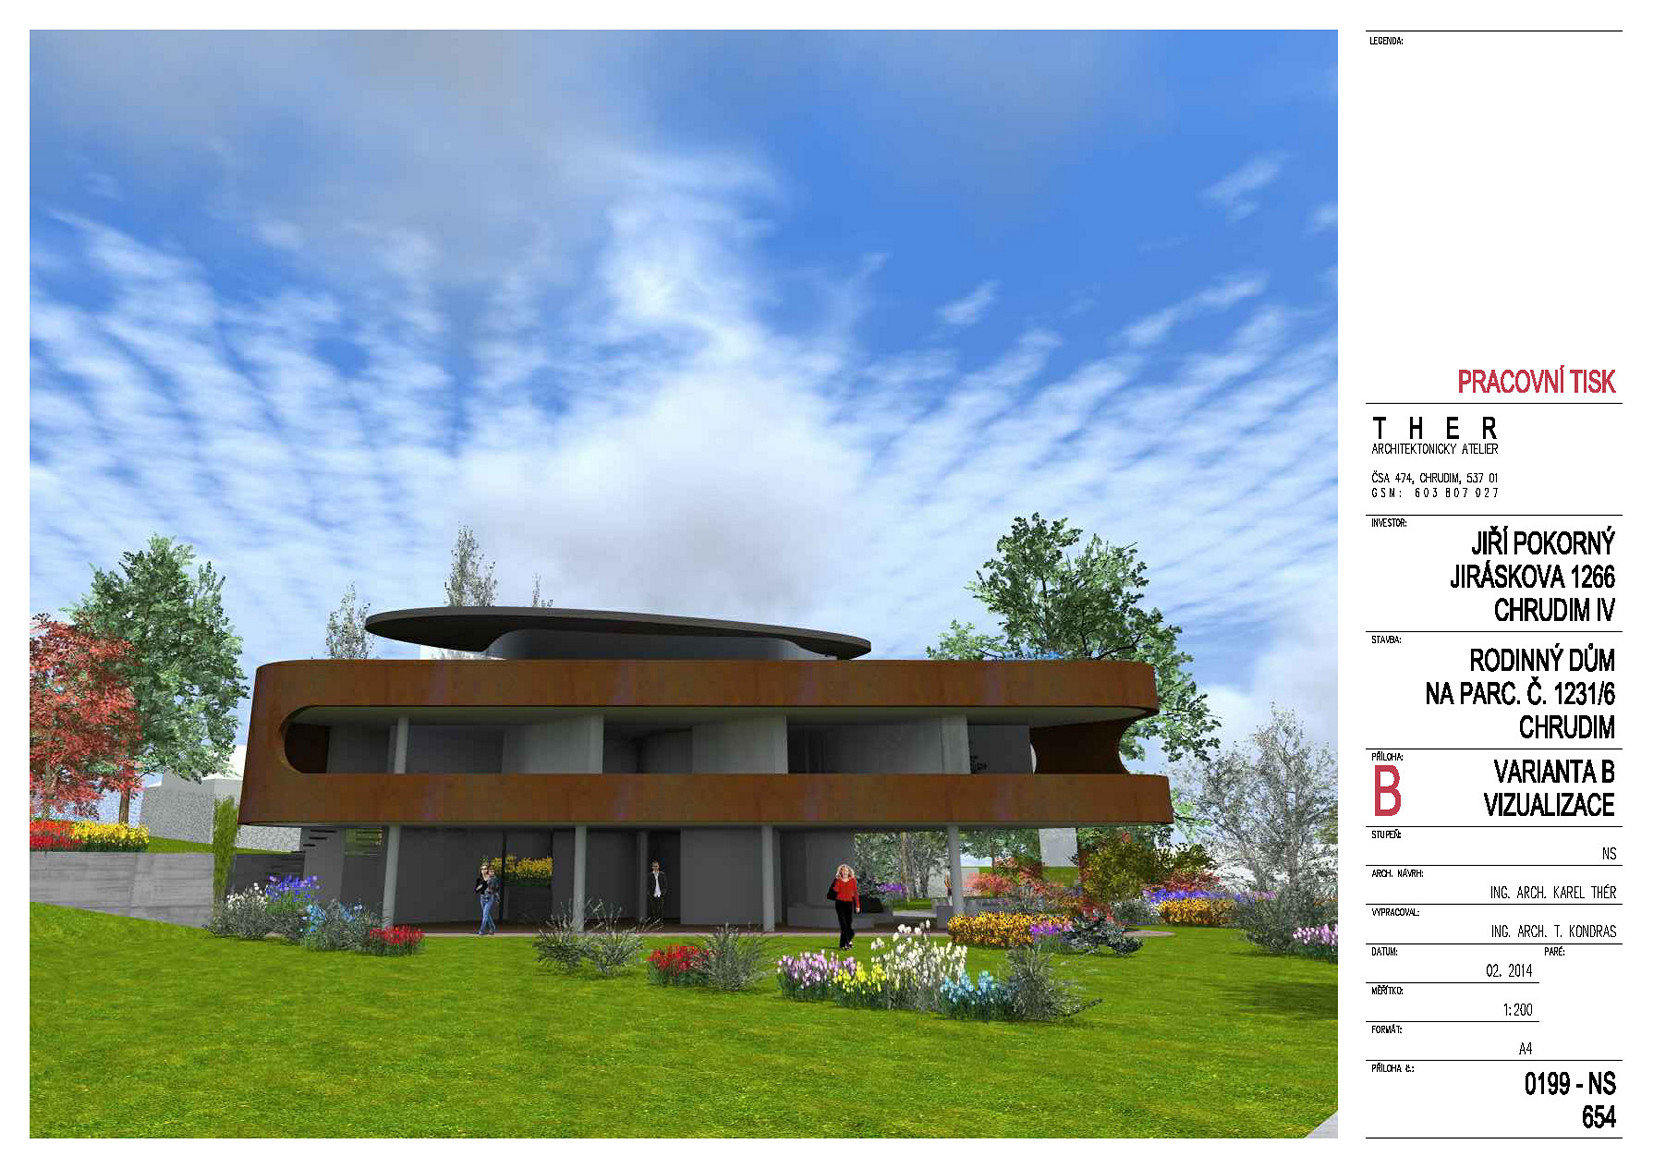 LEGENDA:
PRACOVNÍ TISK
THER
ARCHITEKTONICKY ATELIER
ČSA 474, CHRUDIM, 537 01
GSM: 603 807 027
INVESTOR:
JIŘÍ POKORNÝ
JIRÁSKOVA 1266
CHRUDIM IV
STAVBA:
RODINNÝ DŮM
NA PARC. Č. 1231/6
CHRUDIM
PŘÍLOHA:
B
VARIANTA B
VIZUALIZACE
STUPEŇ:
NS
ARCH. NÁVRH:
ING. ARCH. KAREL THÉR
VYPRACOVAL:
ING. ARCH. T. KONDRAS
DATUM:
PARÉ:
02. 2014
MĚŘÍTKO:
1:200
FORMÁT:
A4
PŘÍLOHA č.:
0199 - NS
654